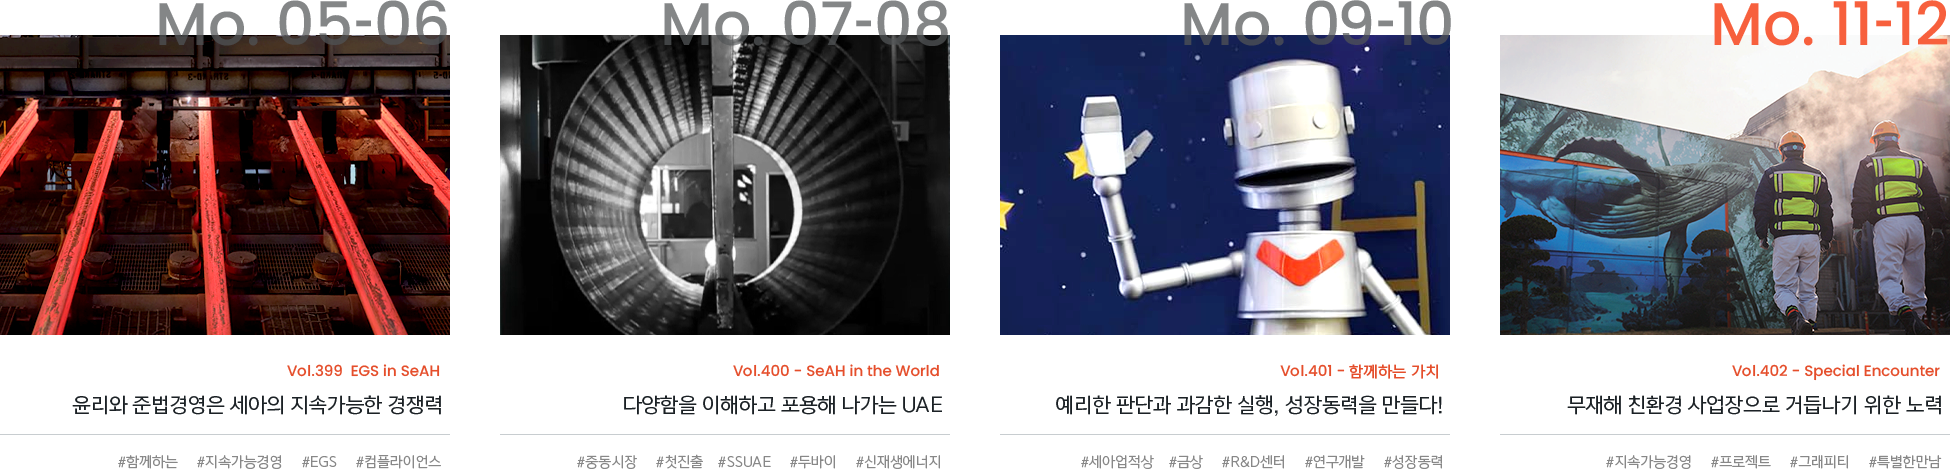 Mo. 05-06
Vol.399 EGS in SeAH
윤리와 준법경영은 세아의 지속가능한 경쟁력
#함께하는 #지속가능경영 #EGS #컴플라이언스
Mo. 07-08
Vol.400 - SeAH in the World
다양함을 이해하고 포용해 나가는 UAE
#중동시장 #첫진출 #SSUAE #두바이 #신재생에너지
Mo. 09-10
Vol.401 - 함께하는 가치
예리한 판단과 과감한 실행, 성장동력을 만들다!
#세아업적상 #금상 #R&D센터 #연구개발 #성장동력
Mo. 11-12
Vol.402 - Special Encounter
무재해 친환경 사업장으로 거듭나기 위한 노력
#지속가능경영 #프로젝트 #그래피티 #특별한만남